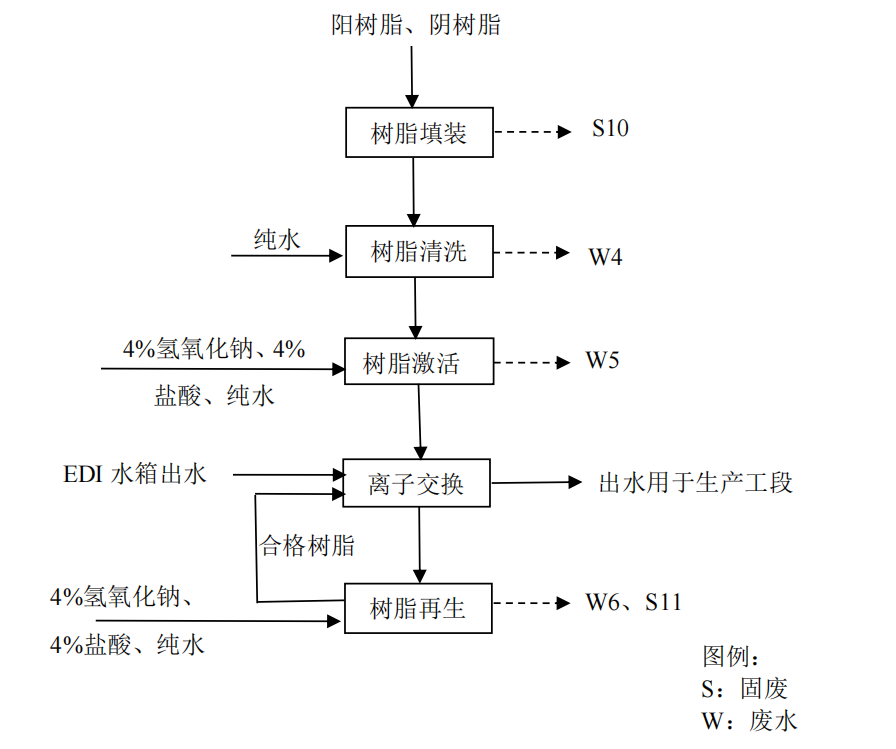 阳树脂、阴树脂
树脂填装
S10
纯水
树脂清洗
W4
4%氢氧化钠、4%
盐酸、纯水
树脂激活
W5
EDI 水箱出水
离子交换
出水用于生产工段
合格树脂
4%氢氧化钠、
4%盐酸、纯水
树脂再生
W6、S11
图例：
S：固废
W：废水